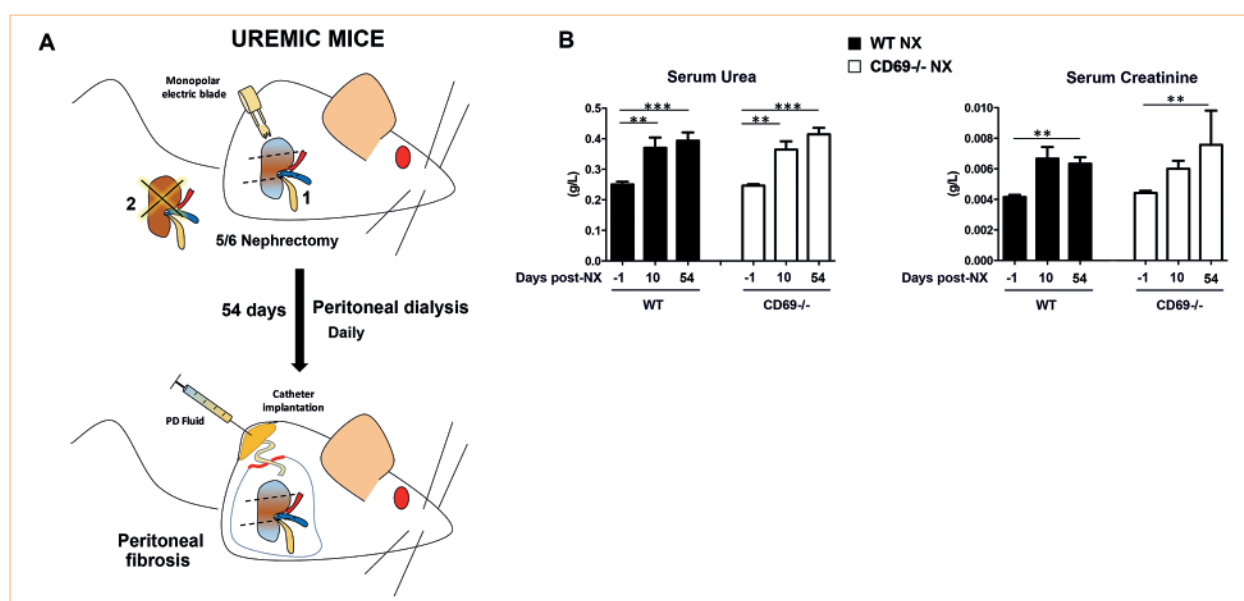 A
UREMIC MICE
Monopolar
electric blade
1
2
5/6 Nephrectomy
54 days
Peritoneal dialysis
Daily
Catheter
implantation
PD Fluid
Peritoneal
fibrosis
B
WT NX
CD69-/- NX
Serum Urea
(g/L)
0.5
0.4
0.3
0.2
0.1
0.0
*** ***
** **
Days post-NX -1 10 54 -1 10 54
WT CD69-/-
Serum Creatinine
(g/L)
0.010
0.008
0.006
0.004
0.002
0.000
**
**
Days post-NX -1 10 54 -1 10 54
WT CD69-/-